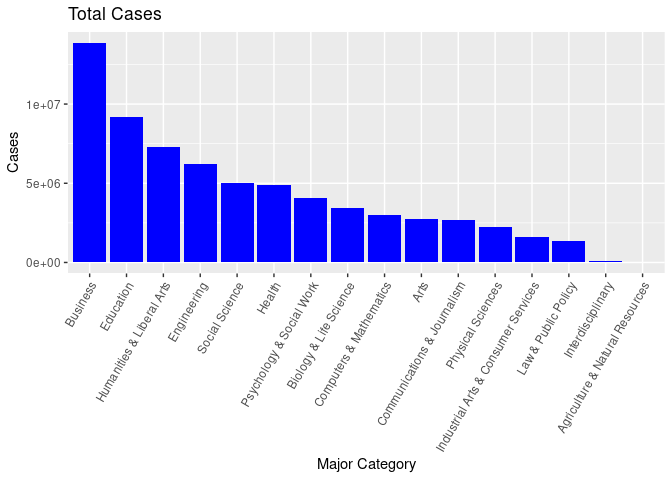 Total Cases
Cases
1e+07
5e+06
0e+00
Business
Education
Humanities & Liberal Arts
Engineering
Social Science
Health
Psychology & Social Work
Biology & Life Science
Computers & Mathematics
Arts
Communications & Journalism
Physical Sciences
Industrial Arts & Consumer Services
Law & Public Policy
Interdisciplinary
Agriculture & Natural Resources
Major Category